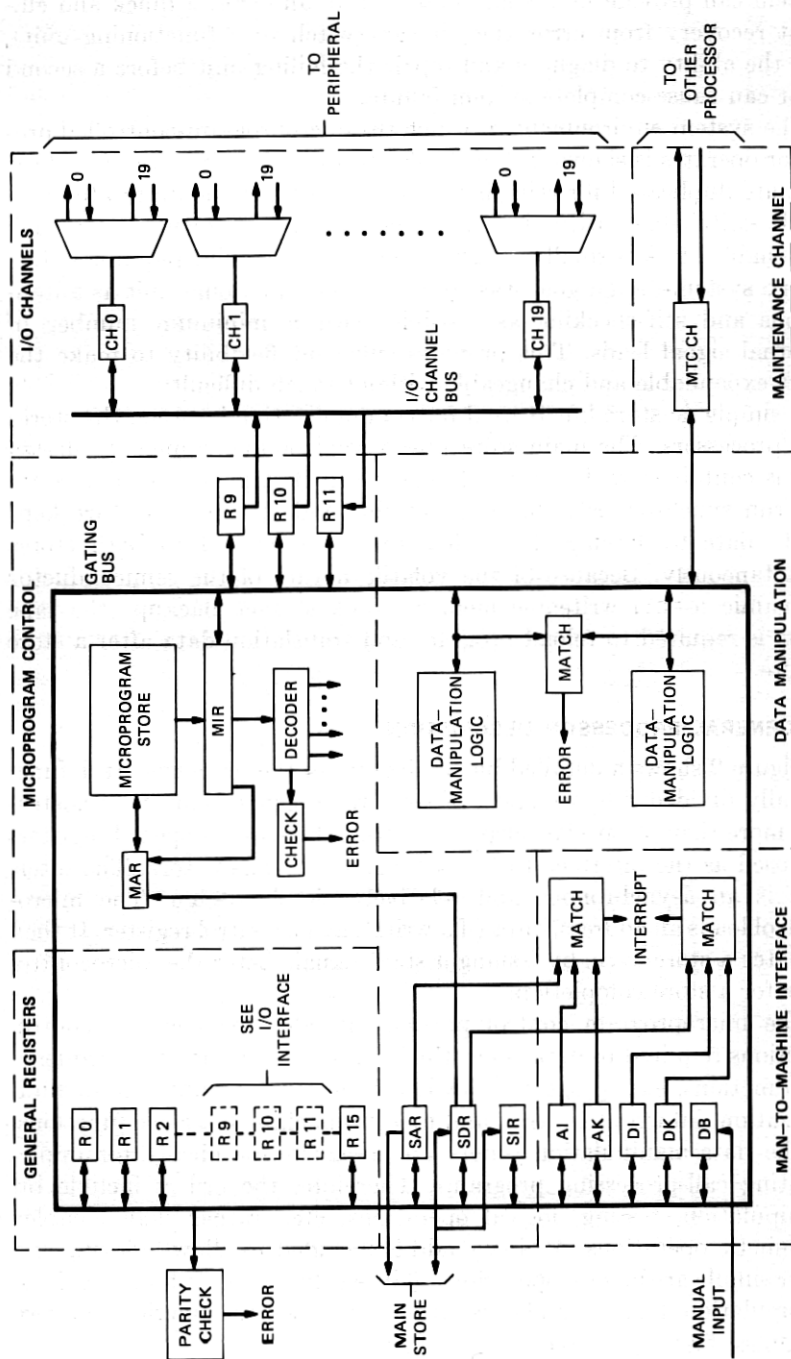 GENERAL REGISTERS
MICROPROGRAM CONTROL
I/O CHANNELS
TO
PERIPHERAL
PARITY
CHECK
ERROR
R 0
R 1
R 2
R 9
R 10
R 11
R 15
SEE
I/O
INTERFACE
MAR
MICROPROGRAM
STORE
MIR
DECODER
CHECK
ERROR
GATING
BUS
R 9
R 10
R 11
I/O
CHANNEL
BUS
CH 0
CH 1
CH 19
0
19
0
19
0
19
MAIN
STORE
SAR
SDR
SIR
MANUAL
INPUT
AI
AK
DI
DK
DB
MATCH
INTERRUPT
MATCH
MAN-TO-MACHINE INTERFACE
DATA-
MANIPULATION
LOGIC
ERROR
MATCH
DATA-
MANIPULATION
LOGIC
DATA MANIPULATION
MTC CH
MAINTENANCE CHANNEL
TO
OTHER
PROCESSOR